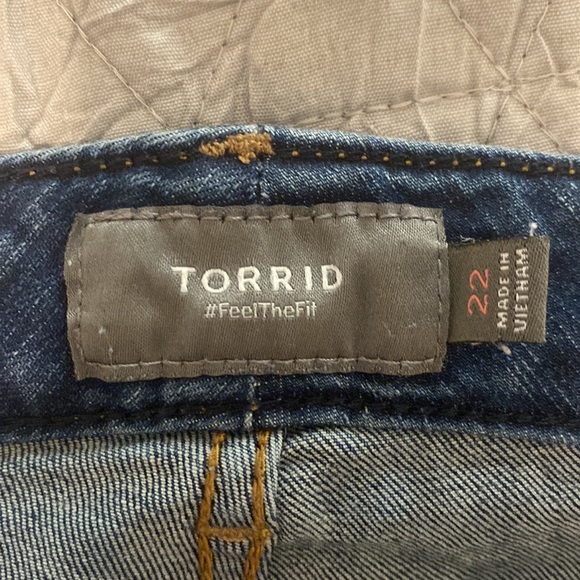 TORRID
#FeelTheFit
22
MADE IN
VIETNAM